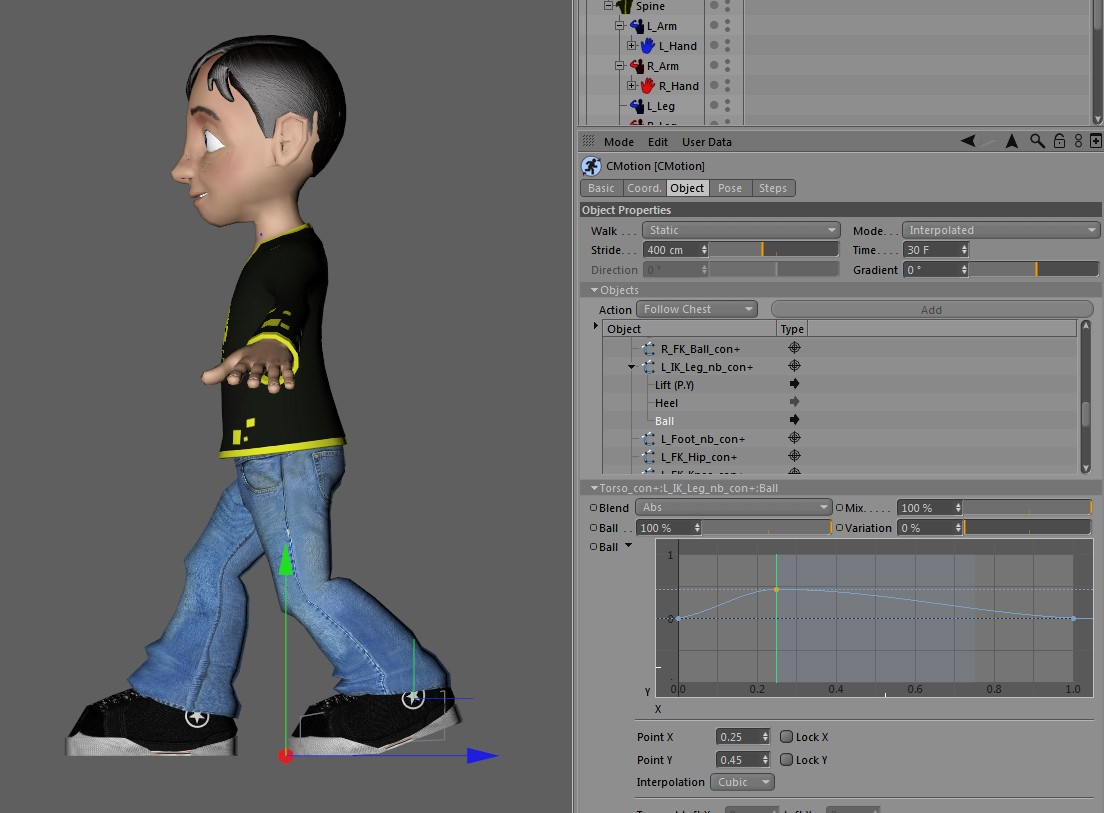 Spine
L_Arm
L_Hand
R_Arm
R_Hand
L_Leg
Mode Edit User Data
CMotion [CMotion]
Basic Coord. Object Pose Steps
Object Properties
Walk . . . Static Mode. . . Interpolated
Stride. . . 400 cm Time. . . . 30 F
Direction 0 ° Gradient 0 °
Objects
Action Follow Chest Add
Object Type
R_FK_Ball_con+
L_IK_Leg_nb_con+
Lift (P.Y)
Heel
Ball
L_Foot_nb_con+
L_FK_Hip_con+
Torso_con+:L_IK_Leg_nb_con+:Ball
Blend Abs Mix. . . . . 100 %
Ball . . 100 % Variation 0 %
Ball
1
0
Y 0.0 0.2 0.4 0.6 0.8 1.0
X
Point X 0.25 Lock X
Point Y 0.45 Lock Y
Interpolation Cubic